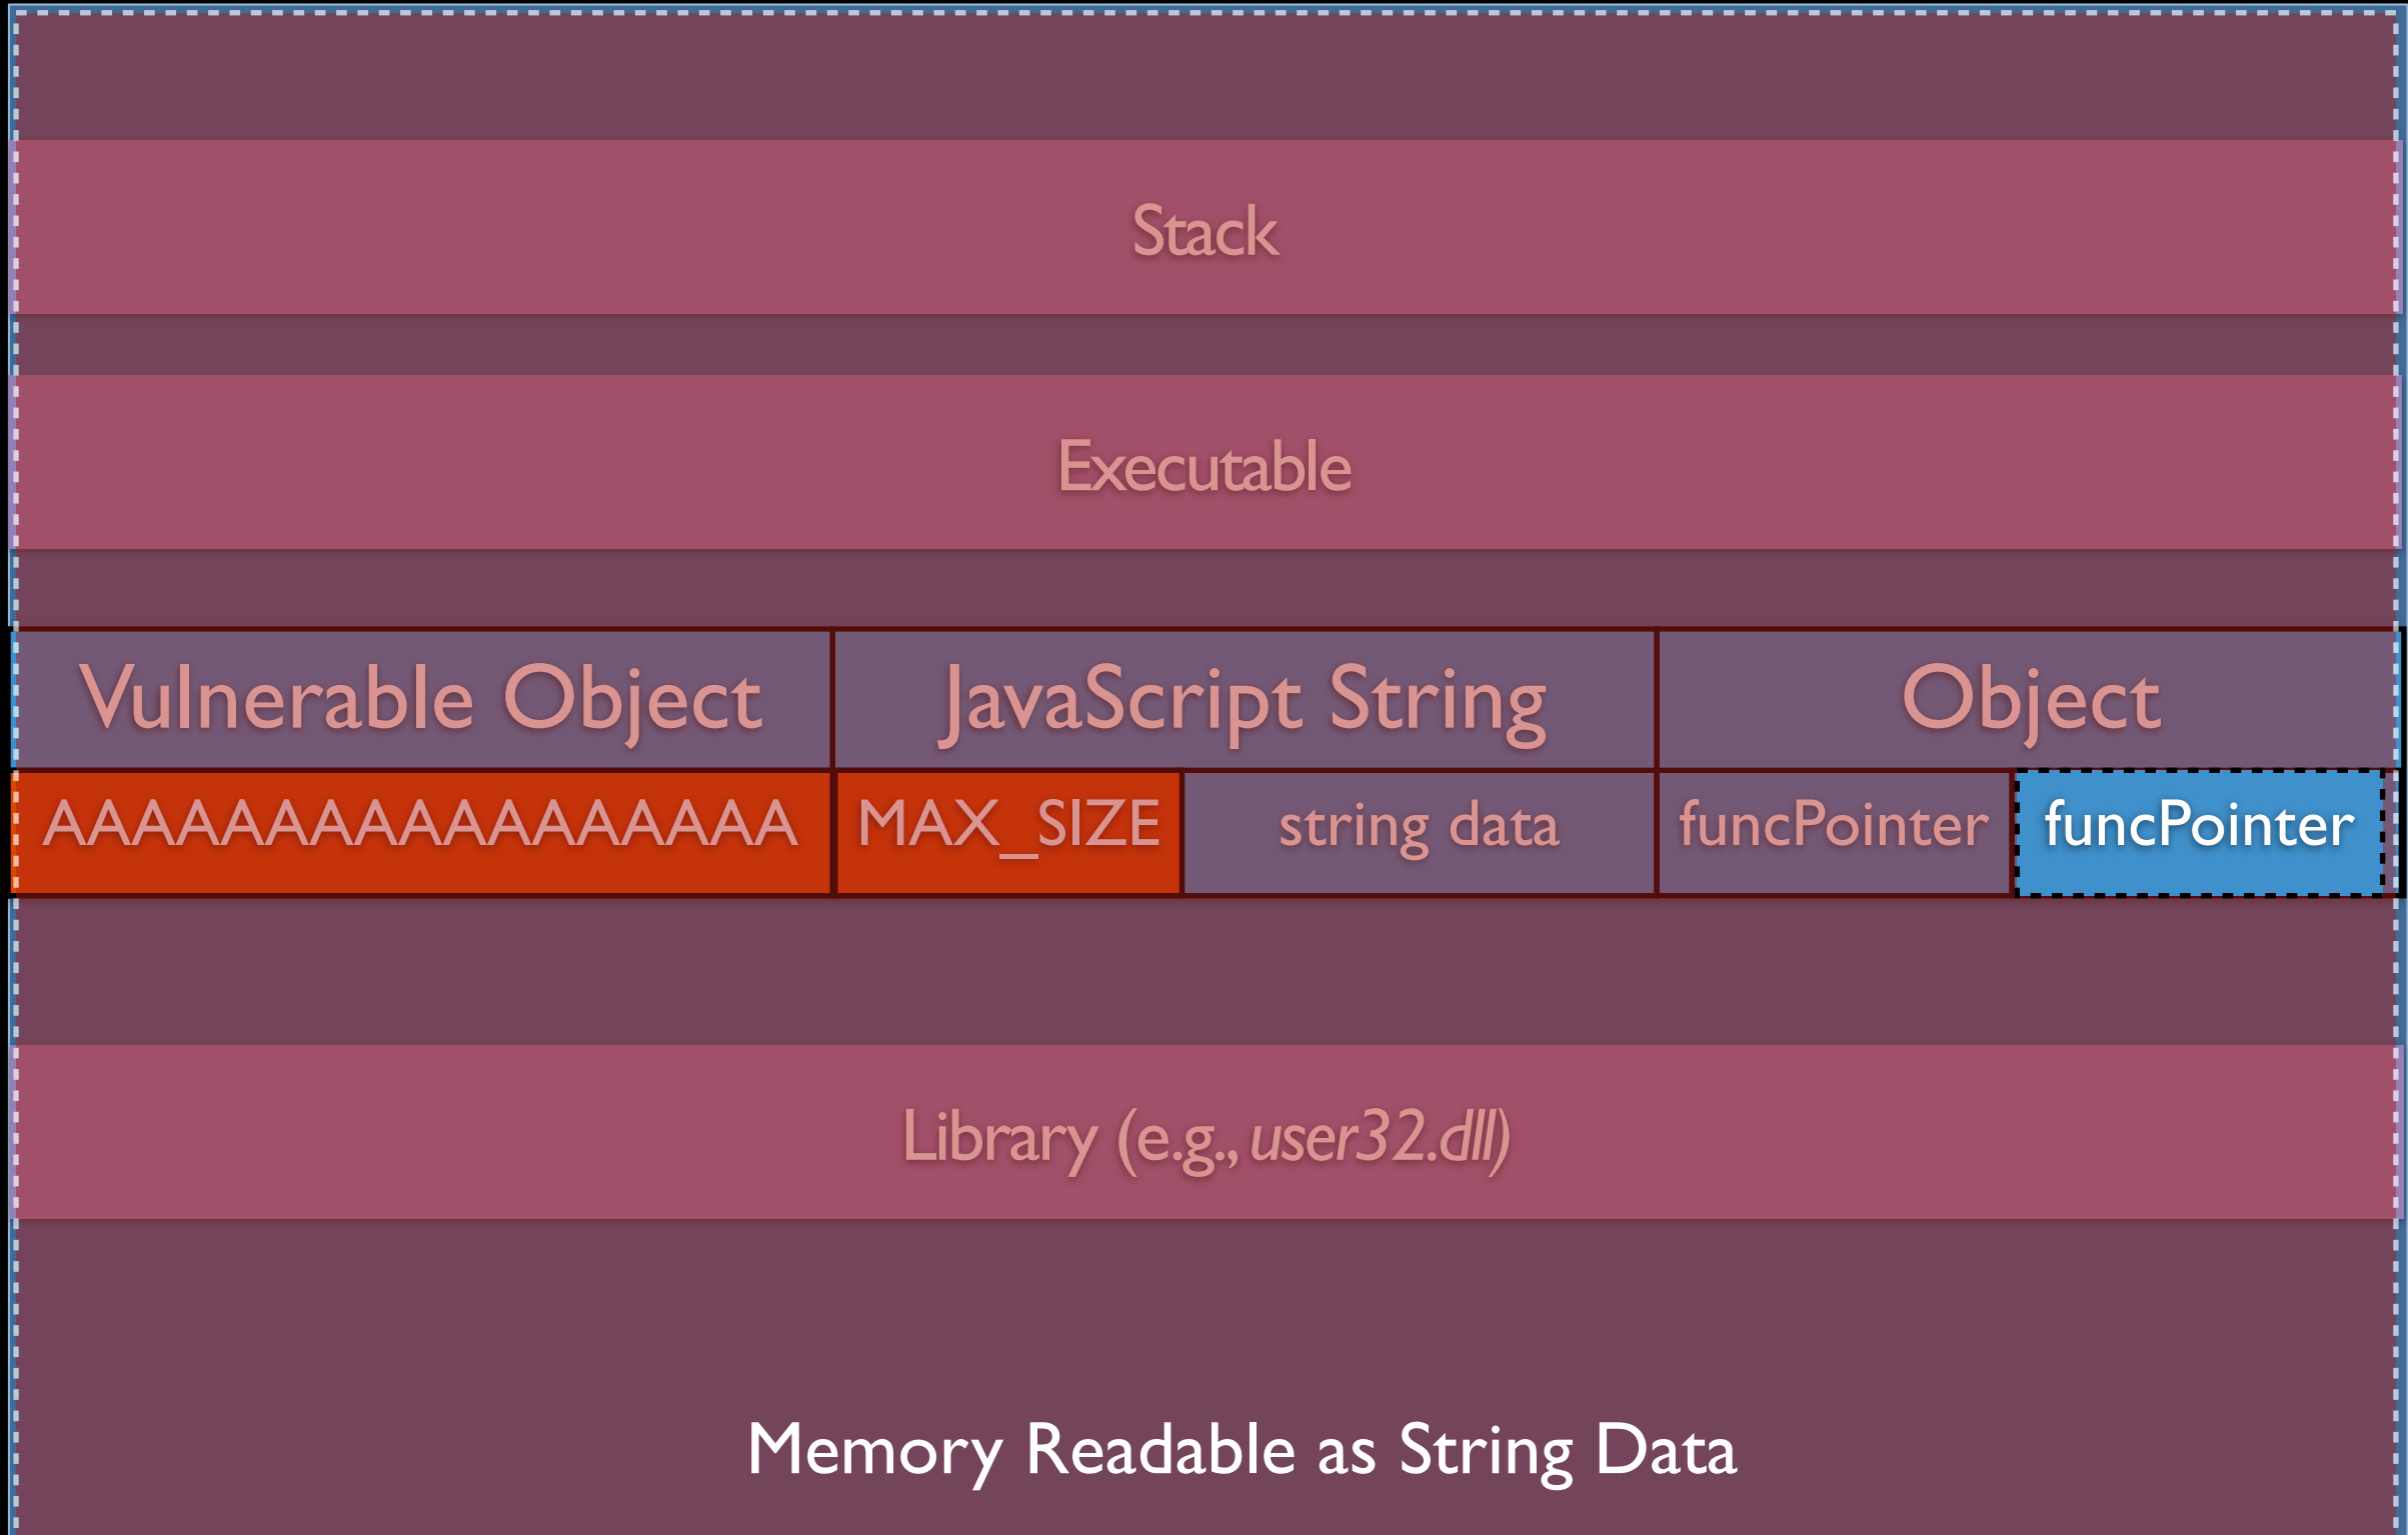 Stack
Executable
Vulnerable Object JavaScript String Object
AAAAAAAAAAAAAAAAA MAX_SIZE string data funcPointer funcPointer
Library (e.g., user32.dll)
Memory Readable as String Data